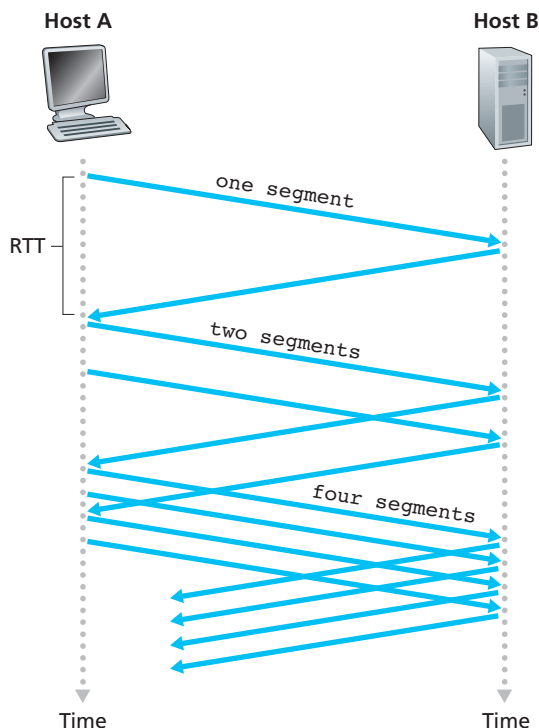 Host A
Host B
one segment
RTT
two segments
four segments
Time
Time